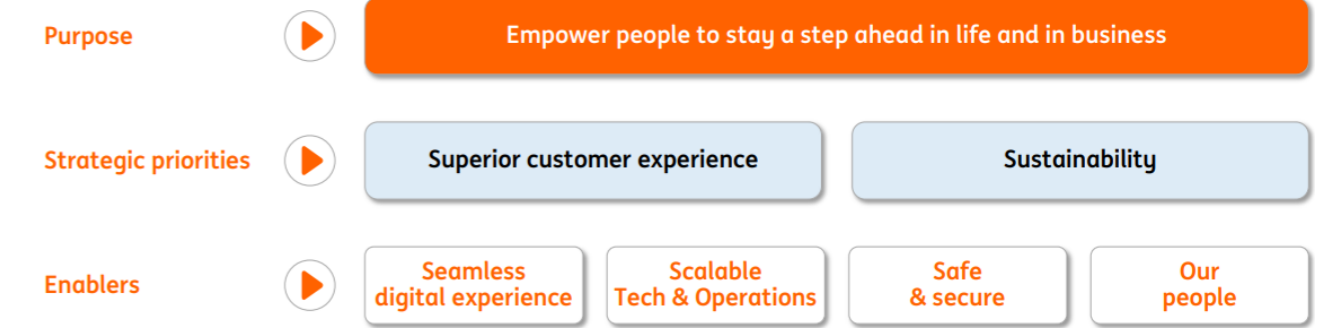 Purpose
Empower people to stay a step ahead in life and in business
Strategic priorities
Superior customer experience
Sustainability
Enablers
Seamless
digital experience
Scalable
Tech & Operations
Safe
& secure
Our
people